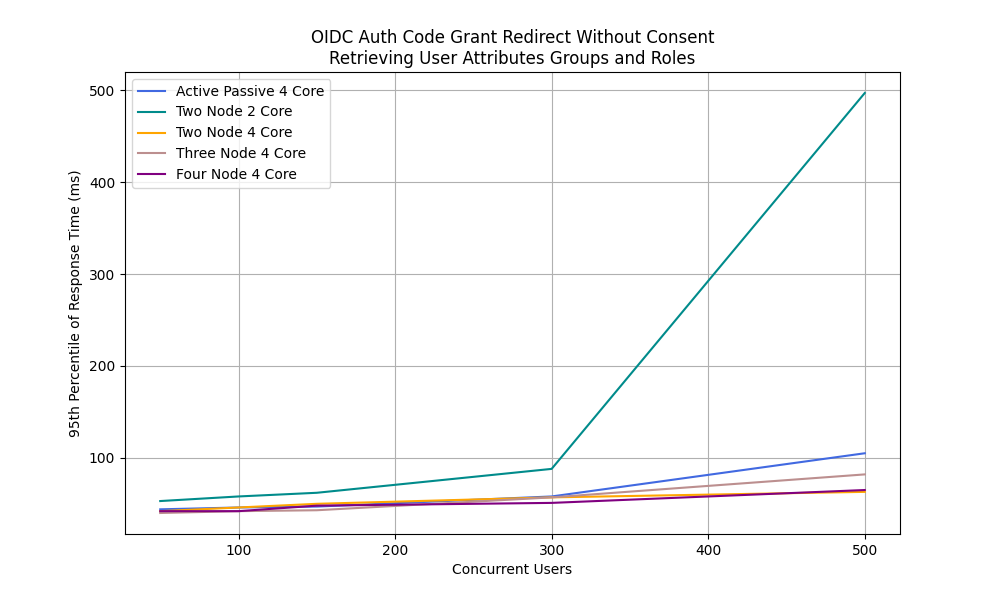 OIDC Auth Code Grant Redirect Without Consent
Retrieving User Attributes Groups and Roles
Active Passive 4 Core
Two Node 2 Core
Two Node 4 Core
Three Node 4 Core
Four Node 4 Core
95th Percentile of Response Time (ms)
500
400
300
200
100
100 200 300 400 500
Concurrent Users